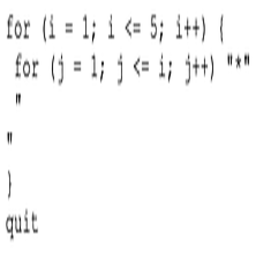 for (i = 1; i <= 5; i++) {
 for (j = 1; j <= i; j++) "*"
 "
"
}
quit